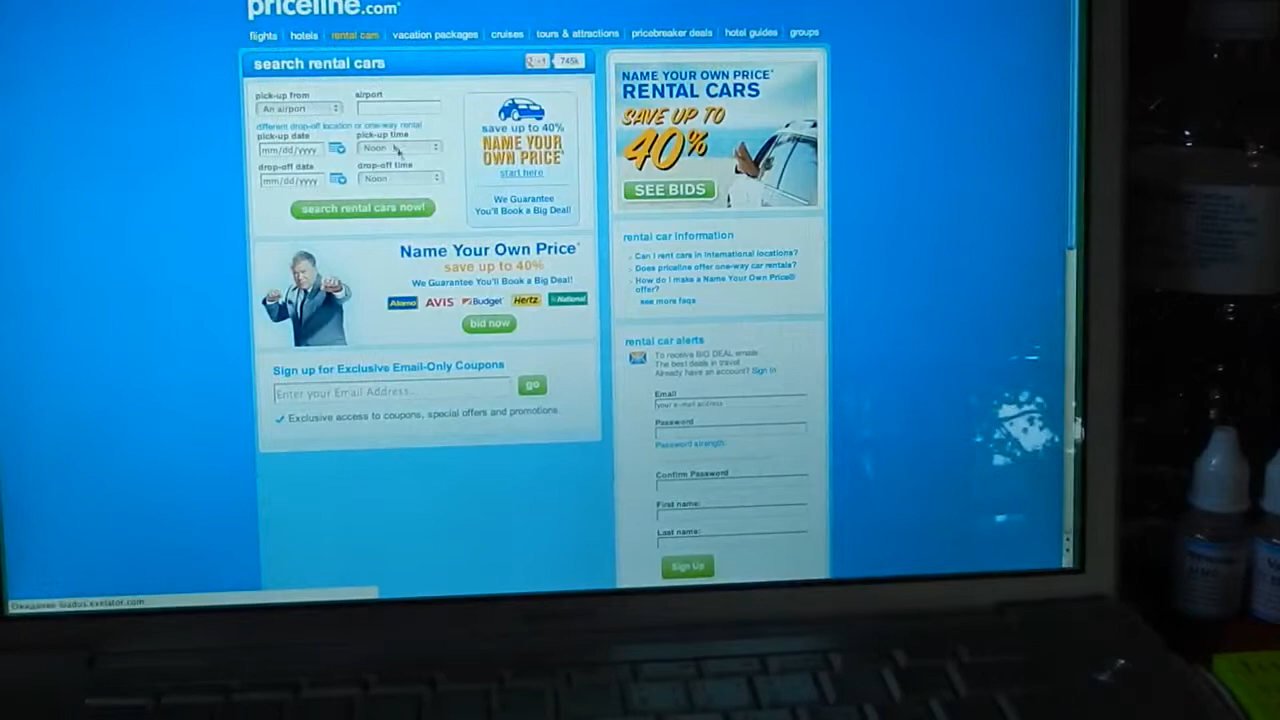 priceline.com
flights hotels rental cars vacation packages cruises tours & attractions pricebreaker deals hotel guides groups
search rental cars
+1 745k
pick-up from airport
An airport
different drop-off location or one-way rental
pick-up date pick-up time
mm/dd/yyyy Noon
drop-off date drop-off time
mm/dd/yyyy Noon
search rental cars now!
save up to 40%
NAME YOUR
OWN PRICE®
start here
We Guarantee
You'll Book a Big Deal!
Name Your Own Price®
save up to 40%
We Guarantee You'll Book a Big Deal!
Alamo AVIS Budget Hertz National
bid now
Sign up for Exclusive Email-Only Coupons
Enter your Email Address.. go
Exclusive access to coupons, special offers and promotions.
NAME YOUR OWN PRICE®
RENTAL CARS
SAVE UP TO
40%
SEE BIDS
rental car information
Can I rent cars in International locations?
Does priceline offer one-way car rentals?
How do I make a Name Your Own Price®
offer?
see more faqs
rental car alerts
To receive BIG DEAL emails
The best deals in travel
Already have an account? Sign In
Email
your e-mail address
Password
Password strength:
Confirm Password
First name:
Last name:
Sign Up
Ожидание loadus.exelator.com